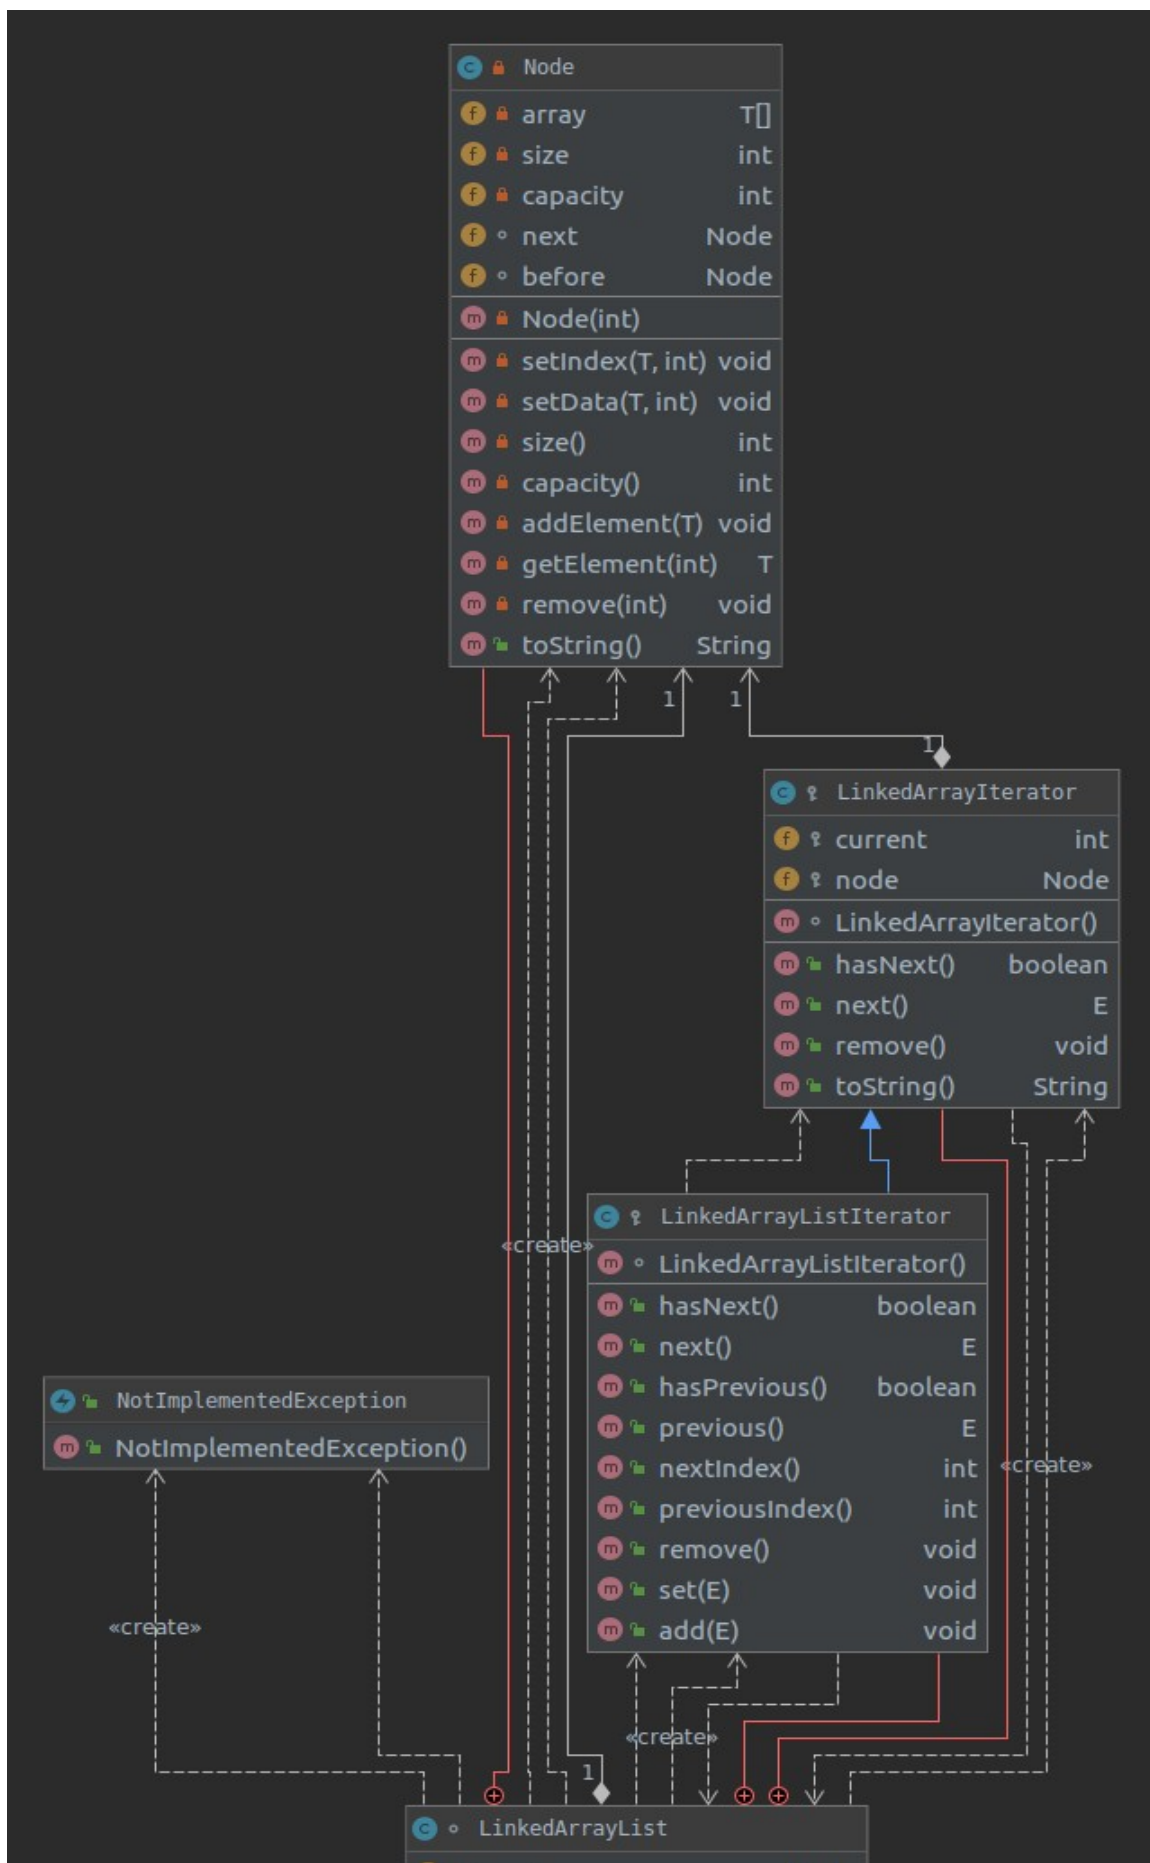 Node
array T[]
size int
capacity int
next Node
before Node
Node(int)
setIndex(T, int) void
setData(T, int) void
size() int
capacity() int
addElement(T) void
getElement(int) T
remove(int) void
toString() String
1 1
1
LinkedArrayIterator
current int
node Node
LinkedArrayIterator()
hasNext() boolean
next() E
remove() void
toString() String
«create»
LinkedArrayListIterator
LinkedArrayListIterator()
hasNext() boolean
next() E
hasPrevious() boolean
previous() E
nextIndex() int
previousIndex() int
remove() void
set(E) void
add(E) void
«create»
NotImplementedException
NotImplementedException()
«create»
«create»
1
LinkedArrayList